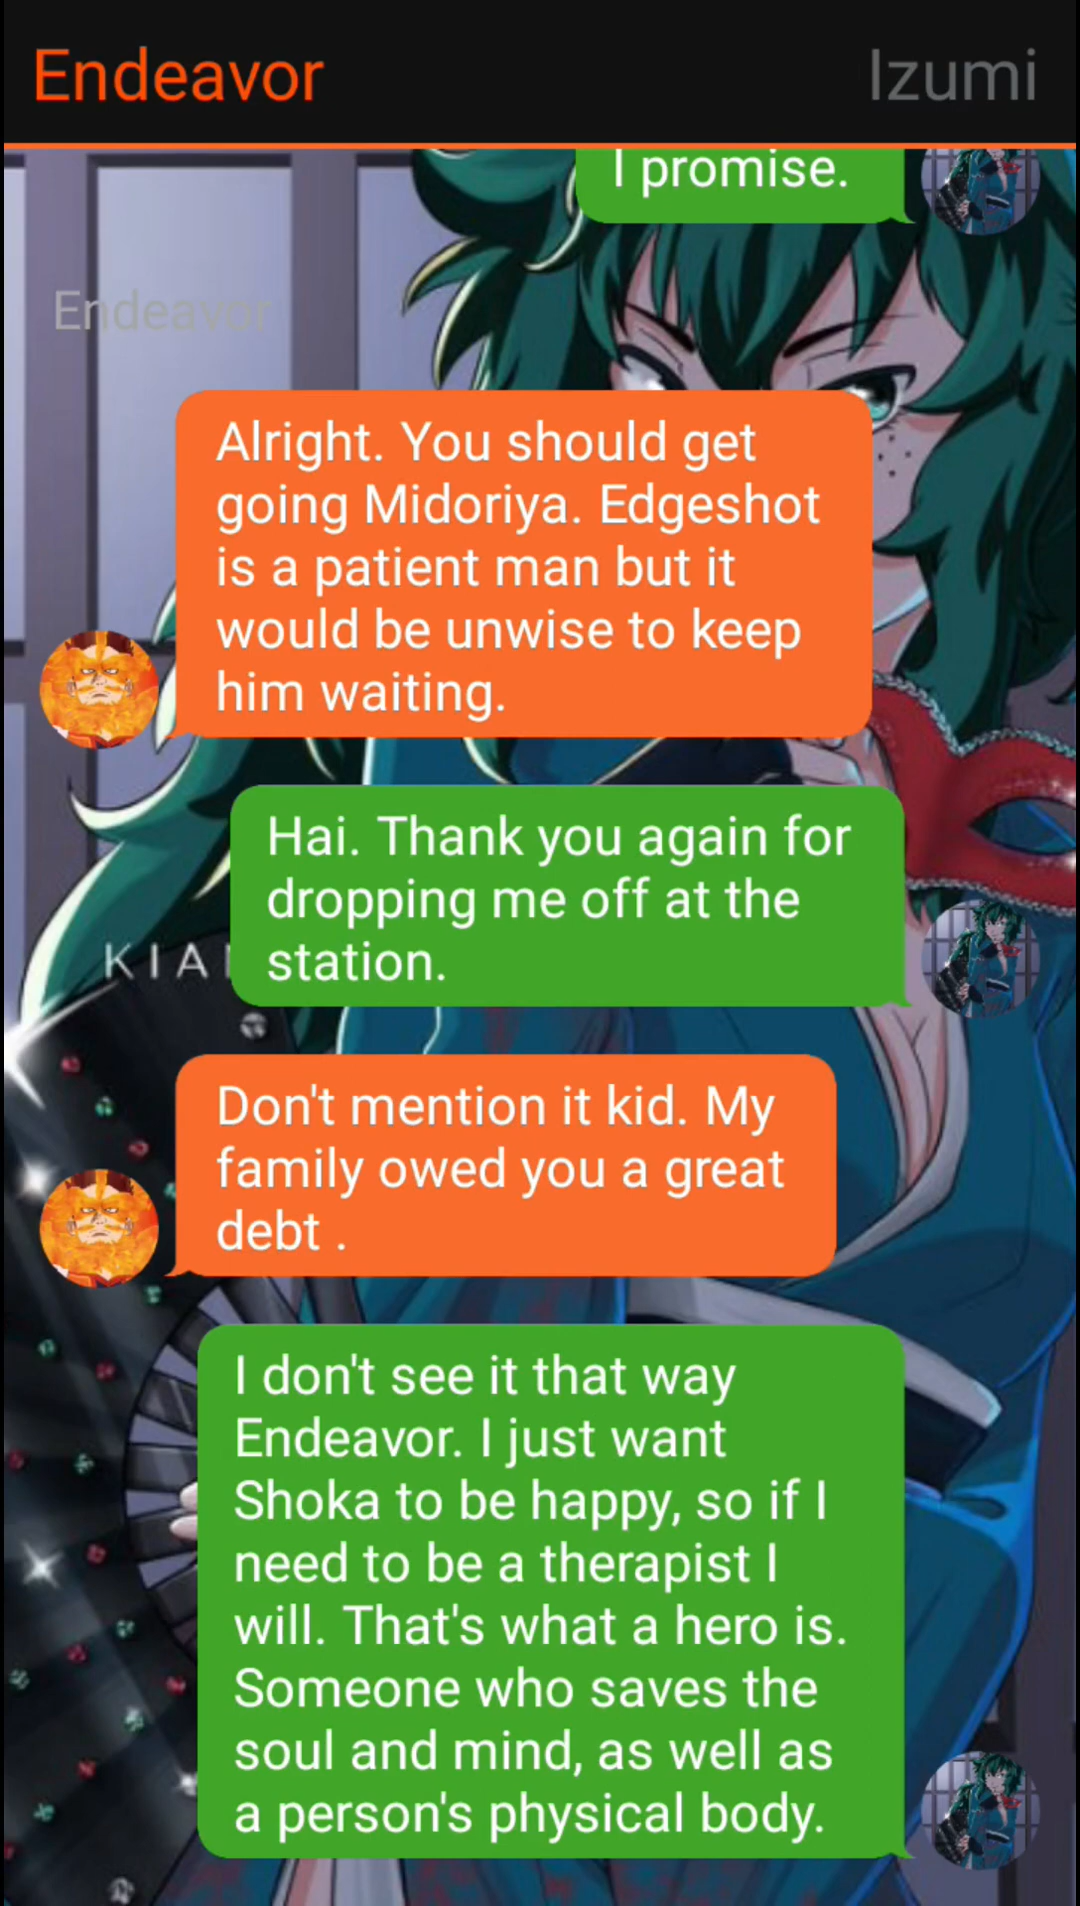 Endeavor
Izumi
I promise.
Endeavor
Alright. You should get
going Midoriya. Edgeshot
is a patient man but it
would be unwise to keep
him waiting.
Hai. Thank you again for
dropping me off at the
station.
Don't mention it kid. My
family owed you a great
debt .
I don't see it that way
Endeavor. I just want
Shoka to be happy, so if I
need to be a therapist I
will. That's what a hero is.
Someone who saves the
soul and mind, as well as
a person's physical body.